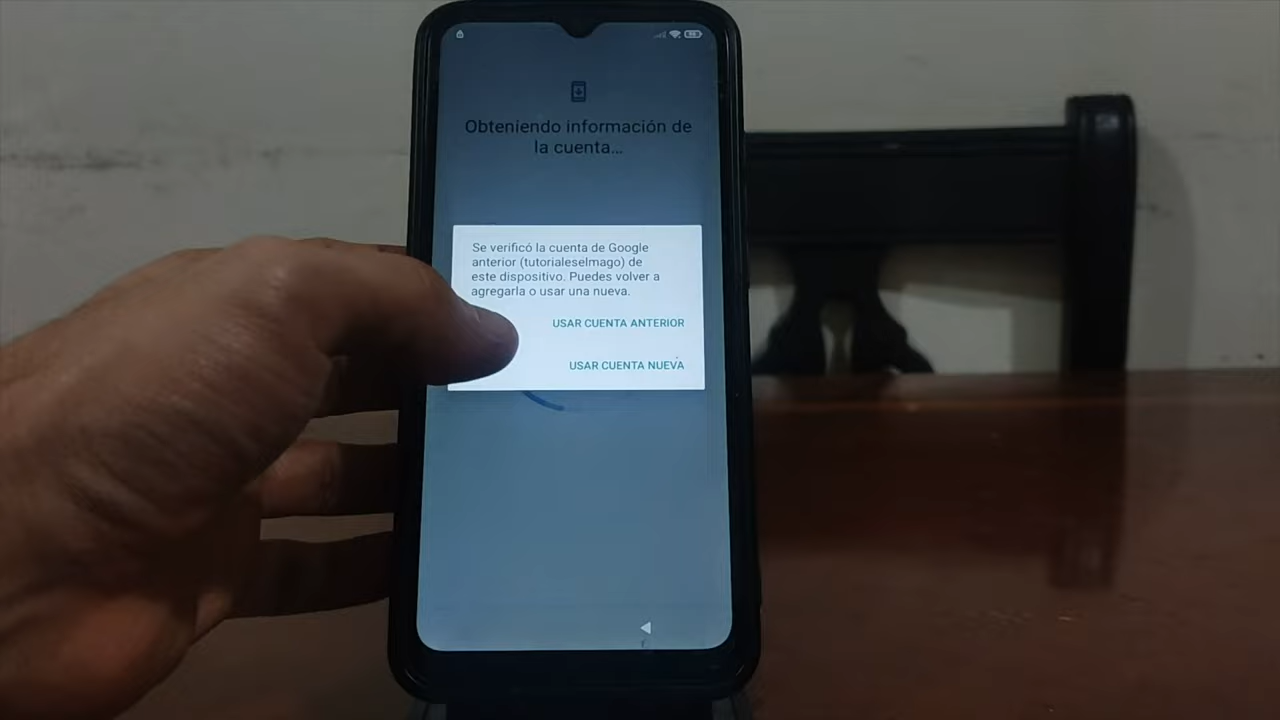 Obteniendo información de
la cuenta...
Se verificó la cuenta de Google
anterior (tutorialeselmago) de
este dispositivo. Puedes volver a
agregarla o usar una nueva.
USAR CUENTA ANTERIOR
USAR CUENTA NUEVA